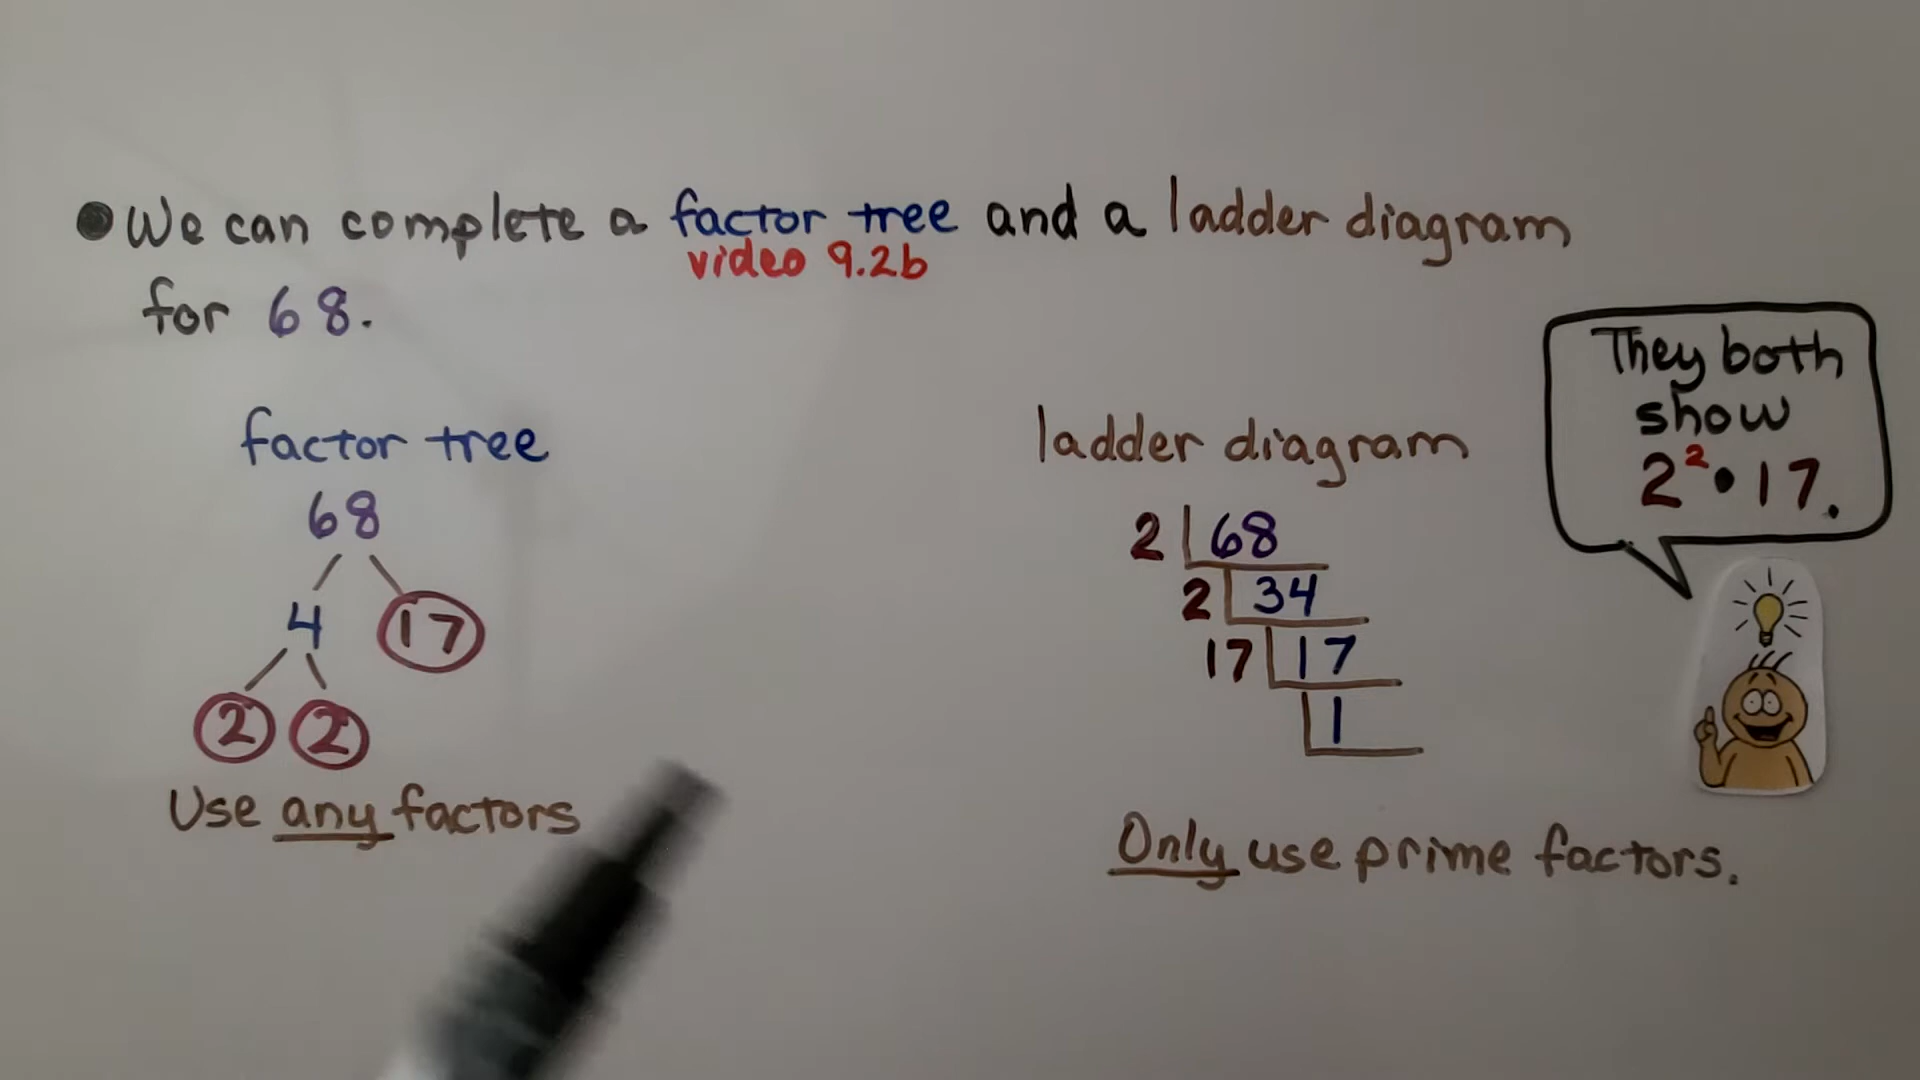 We can complete a factor tree and a ladder diagram
video 9.2b
for 68.
factor tree
68
4 17
2 2
Use any factors
ladder diagram
2 68
2 34
17 17
1
Only use prime factors.
They both
show
2²•17.